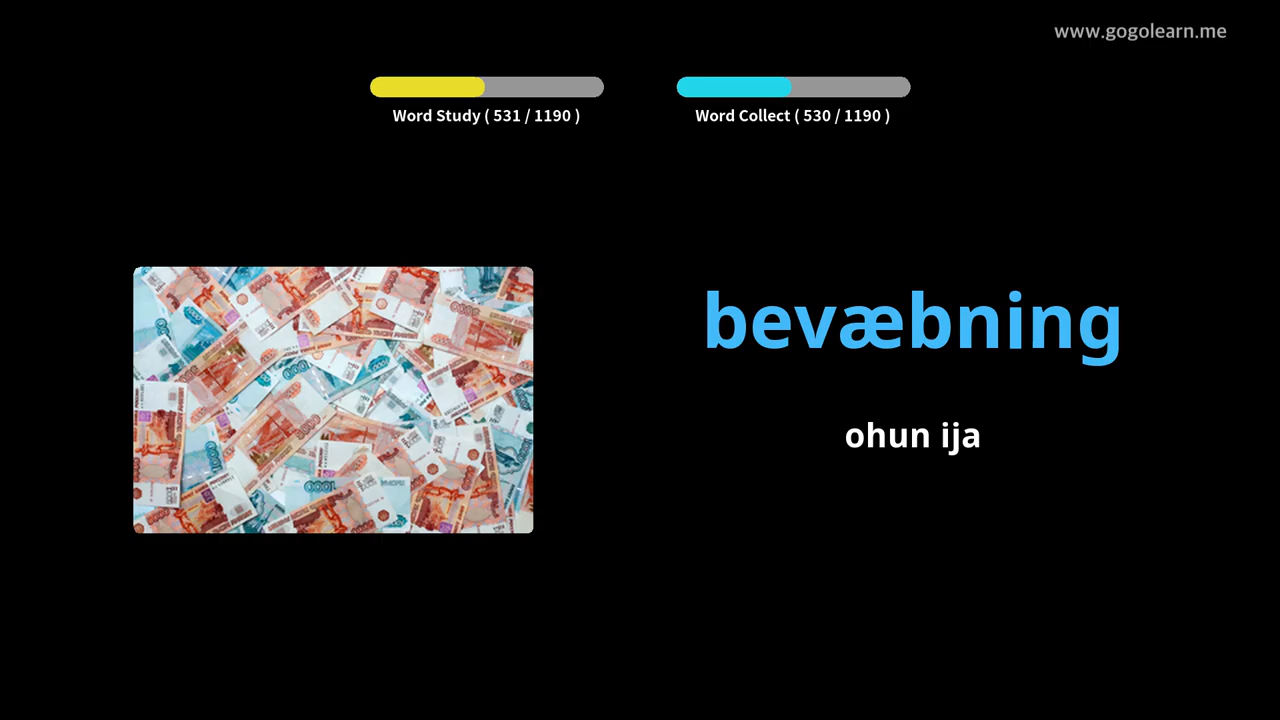 www.gogolearn.me
Word Study ( 531 / 1190 )
Word Collect ( 530 / 1190 )
bevæbning
ohun ija